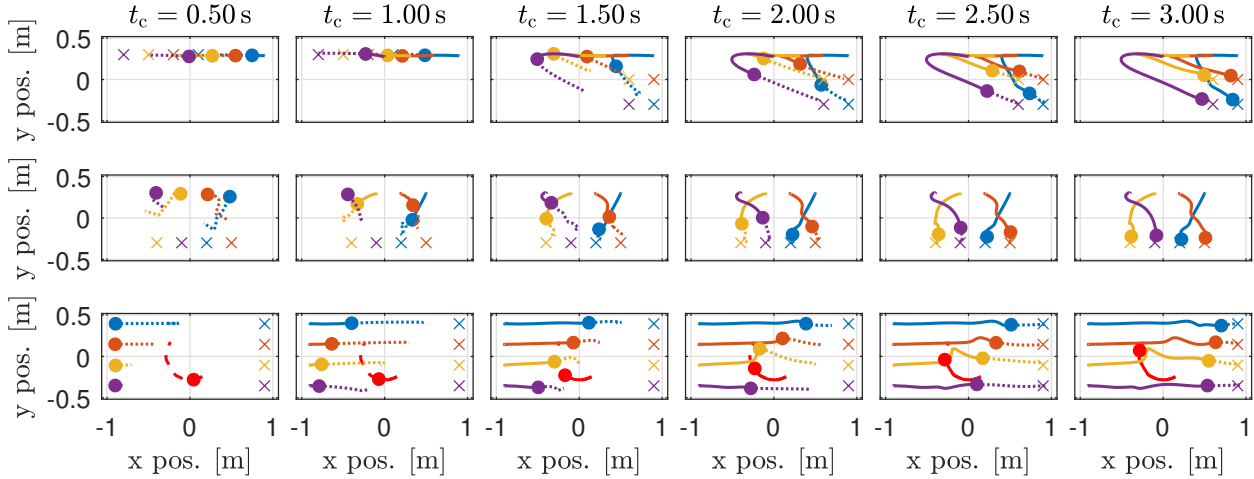 t_c = 0.50 s t_c = 1.00 s t_c = 1.50 s t_c = 2.00 s t_c = 2.50 s t_c = 3.00 s
y pos. [m]
0.5
0
-0.5
y pos. [m]
0.5
0
-0.5
y pos. [m]
0.5
0
-0.5
-1 0 1 -1 0 1 -1 0 1 -1 0 1 -1 0 1 -1 0 1
x pos. [m] x pos. [m] x pos. [m] x pos. [m] x pos. [m] x pos. [m]